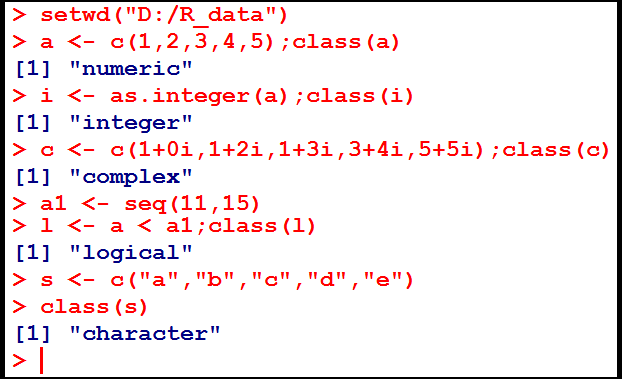 > setwd("D:/R_data")
> a <- c(1,2,3,4,5);class(a)
[1] "numeric"
> i <- as.integer(a);class(i)
[1] "integer"
> c <- c(1+0i,1+2i,1+3i,3+4i,5+5i);class(c)
[1] "complex"
> a1 <- seq(11,15)
> l <- a < a1;class(l)
[1] "logical"
> s <- c("a","b","c","d","e")
> class(s)
[1] "character"
>